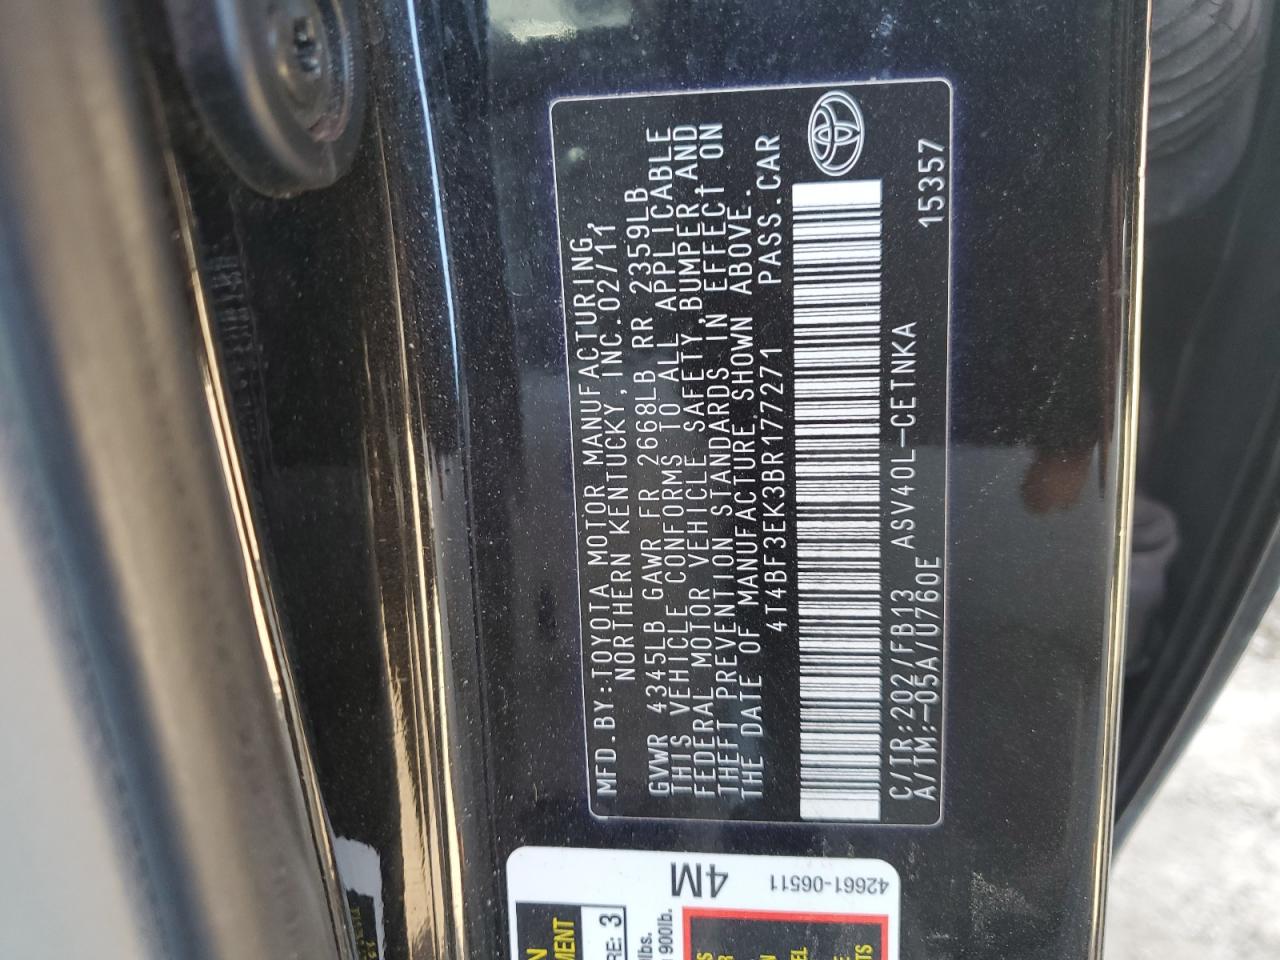 MFD.BY:TOYOTA MOTOR MANUFACTURING,
NORTHERN KENTUCKY,INC.02/11
GVWR 4345LB GAWR FR 2668LB RR 2359LB
THIS VEHICLE CONFORMS TO ALL APPLICABLE
FEDERAL MOTOR VEHICLE SAFETY,BUMPER,AND
THEFT PREVENTION STANDARDS IN EFFECT ON
THE DATE OF MANUFACTURE SHOWN ABOVE.
4T4BF3EK3BR177271 PASS.CAR
C/TR:202/FB13 ASV40L-CETNKA
A/TM:-05A/U760E 15357
4M
42661-06511